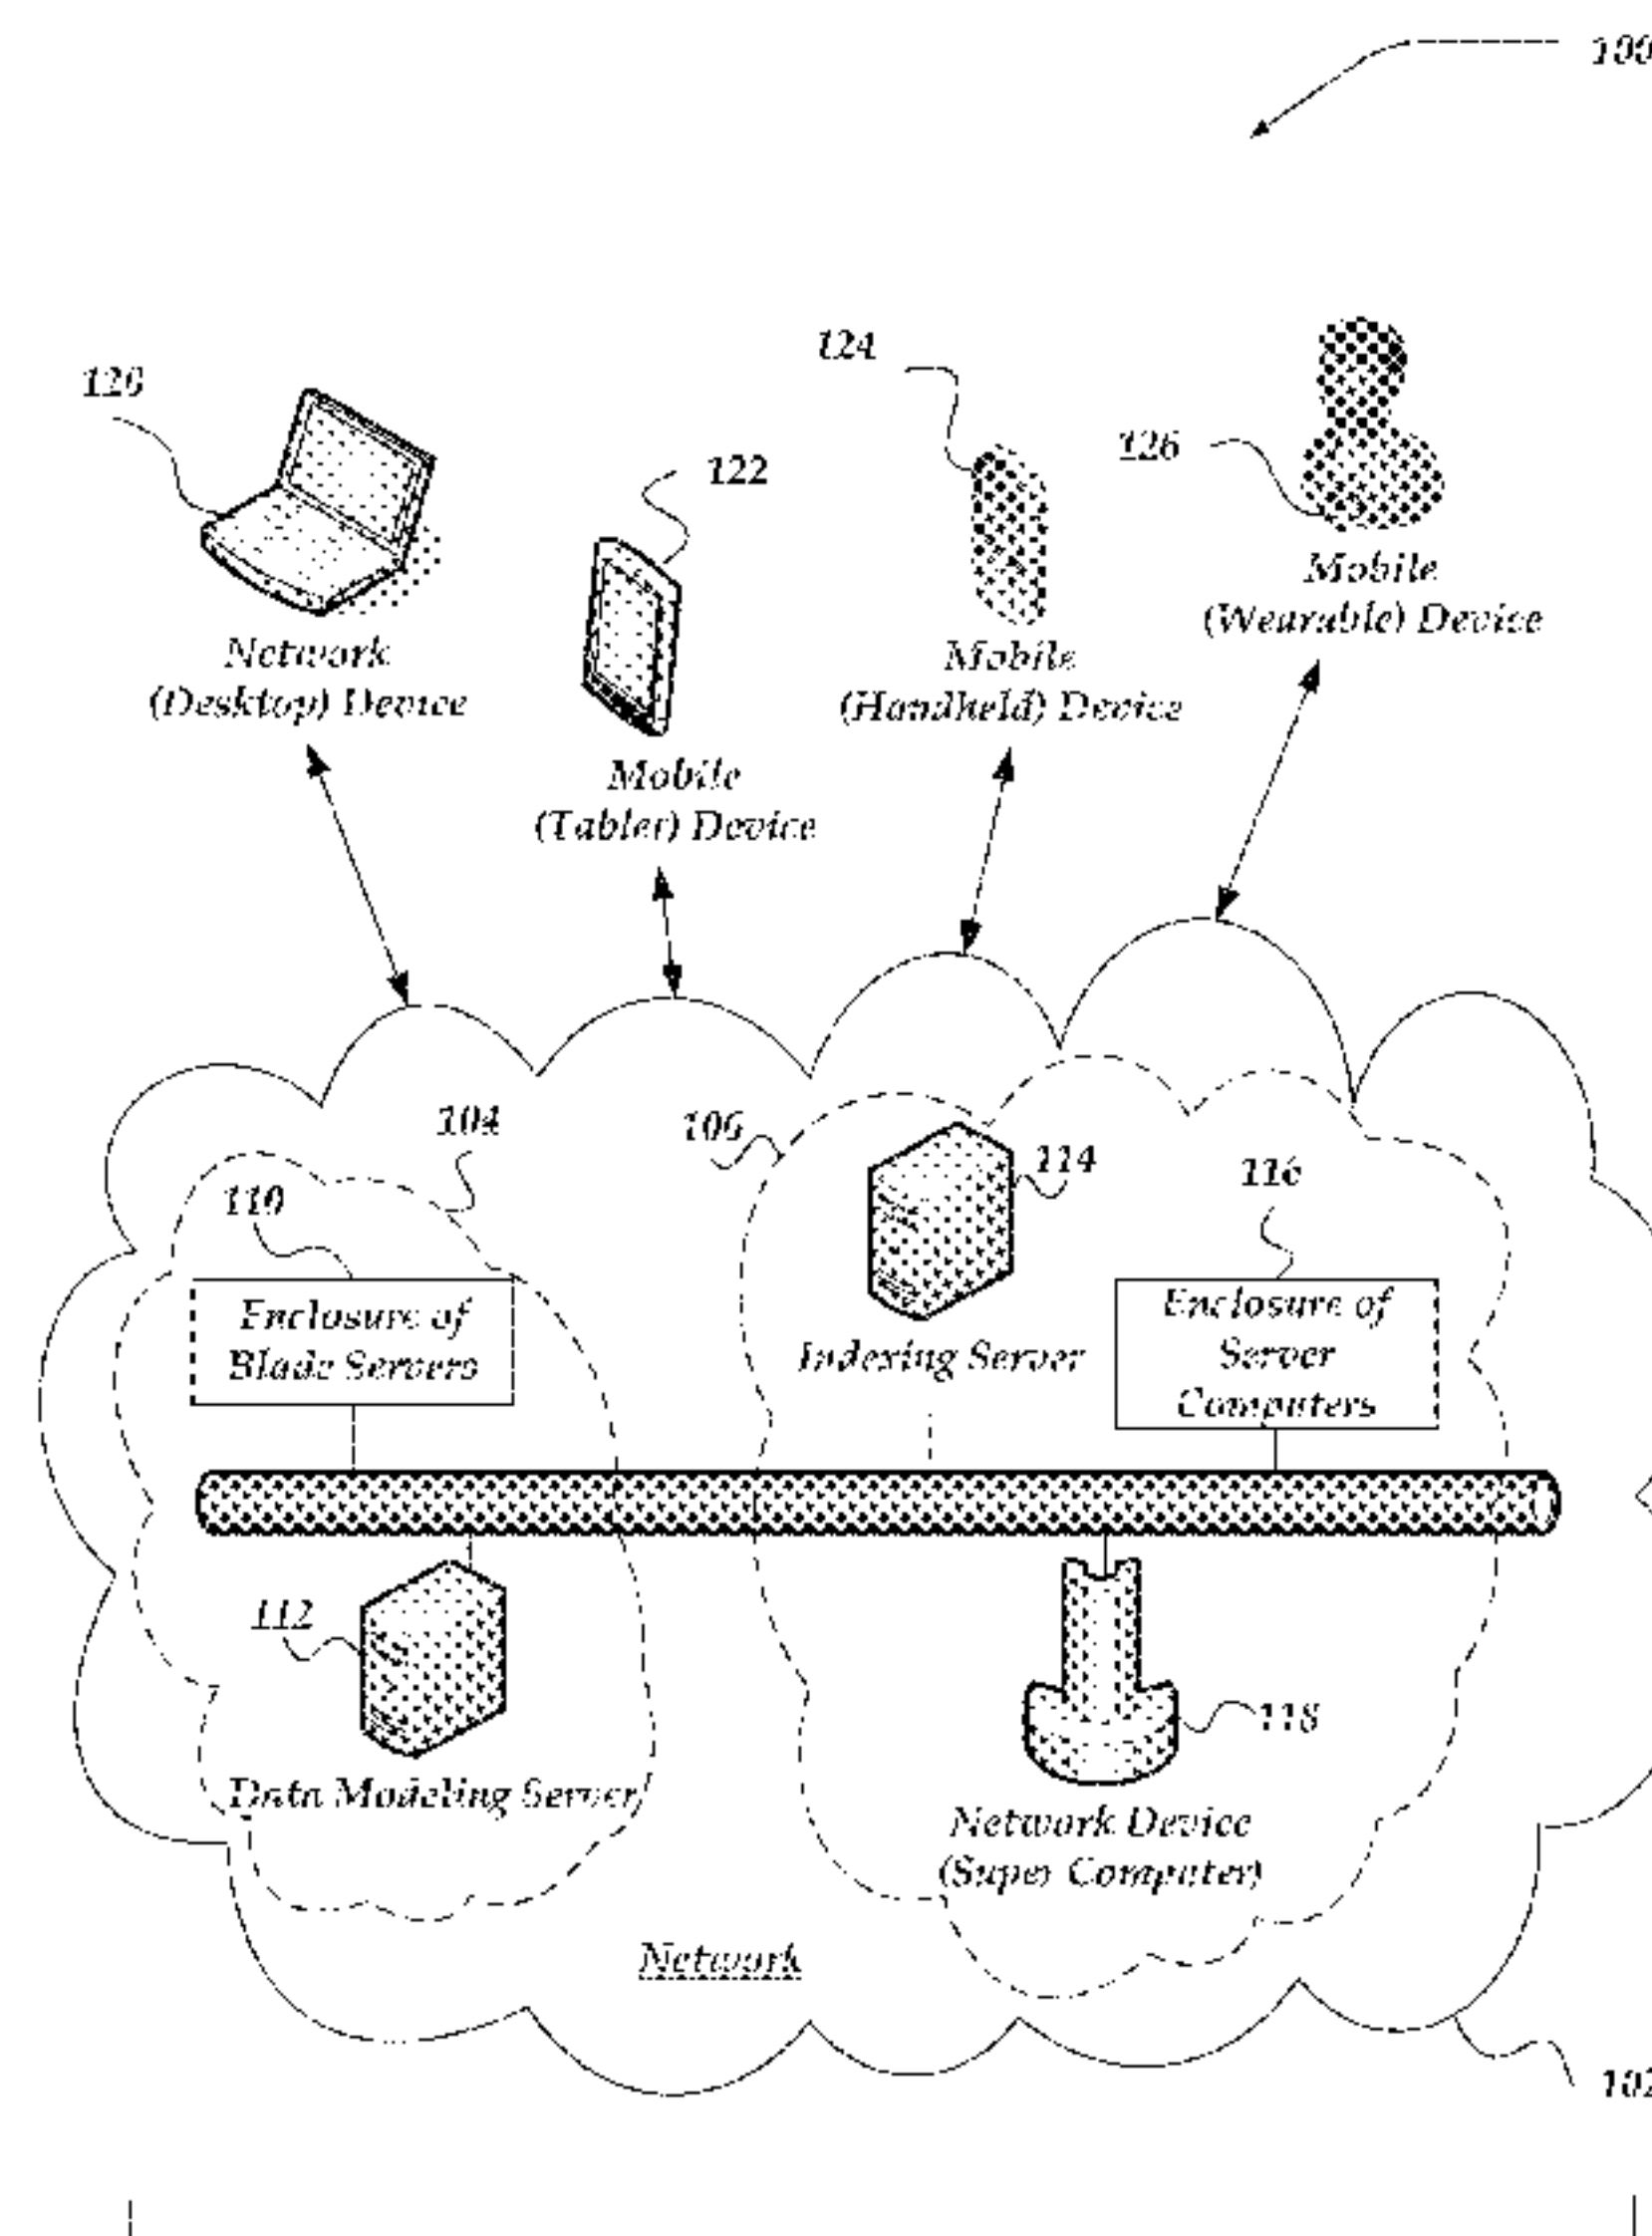 100
124
120
126
122
Mobile
(Wearable) Device
Network
(Desktop) Device
Mobile
(Handheld) Device
Mobile
(Tablet) Device
104
106
114
116
110
Enclosure of
Blade Servers
Indexing Server
Enclosure of
Server
Computers
112
118
Data Modeling Server
Network Device
(Super Computer)
Network
102